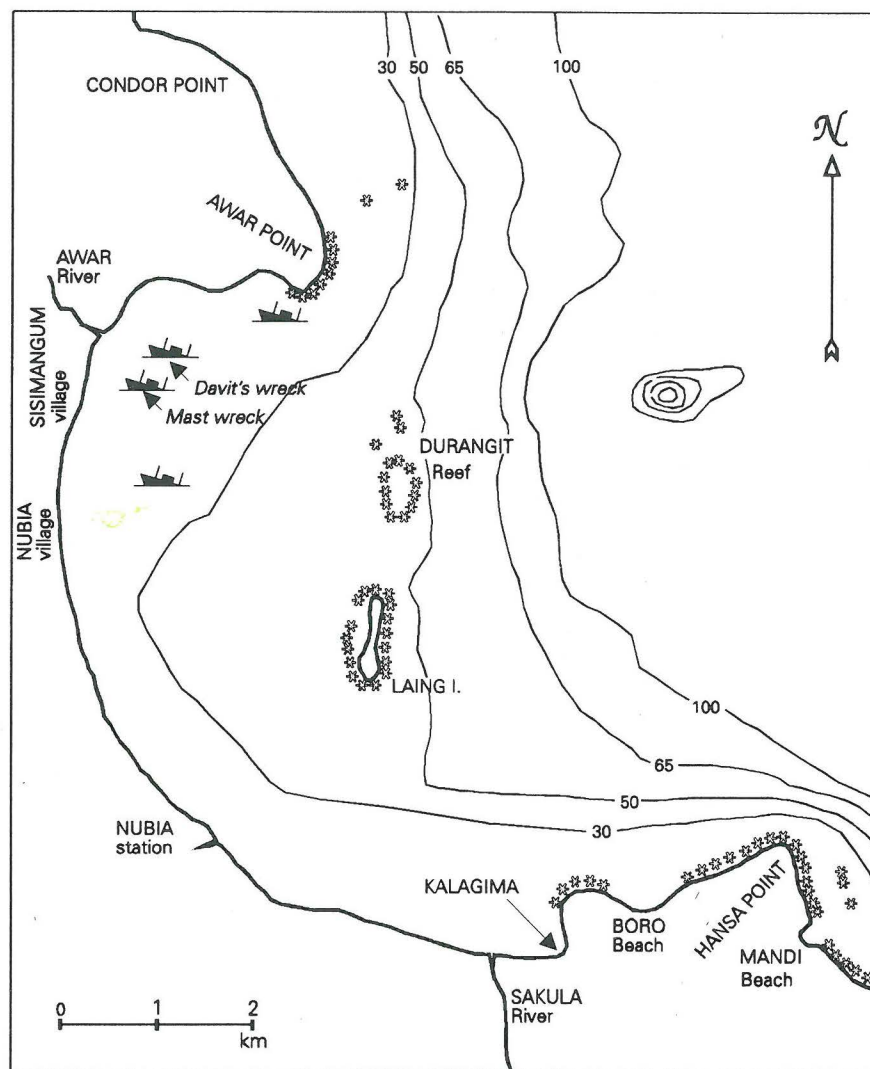 30 50 65 100
CONDOR POINT
N
AWAR POINT
AWAR
River
SISIMANGUM
village
Davit's wreck
Mast wreck
DURANGIT
Reef
NUBIA
village
LAING I.
100
65
50
30
NUBIA
station
KALAGIMA
BORO
Beach
HANSA POINT
MANDI
Beach
SAKULA
River
0 1 2
km